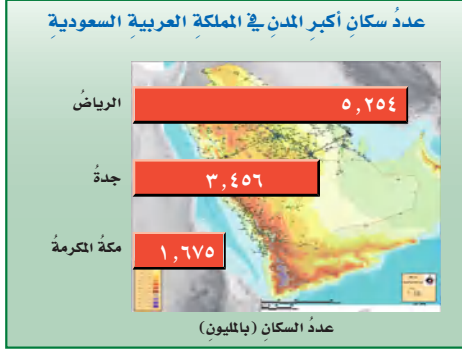 عددُ سكانِ أكبرِ المدنِ في المملكةِ العربيةِ السعوديةِ
الرياضُ ٥,٢٥٤
جدةُ ٣,٤٥٦
مكةُ المكرمةُ ١,٦٧٥
عددُ السكانِ (بالمليونِ)